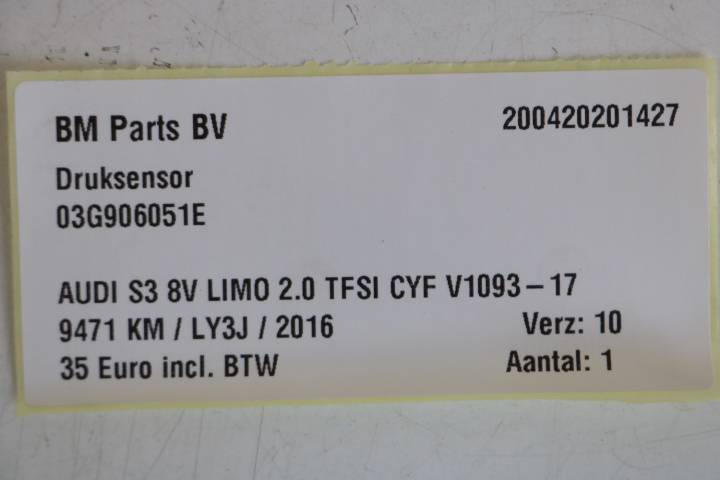 BM Parts BV 200420201427
Druksensor
03G906051E
AUDI S3 8V LIMO 2.0 TFSI CYF V1093-17
9471 KM / LY3J / 2016 Verz: 10
35 Euro incl. BTW Aantal: 1